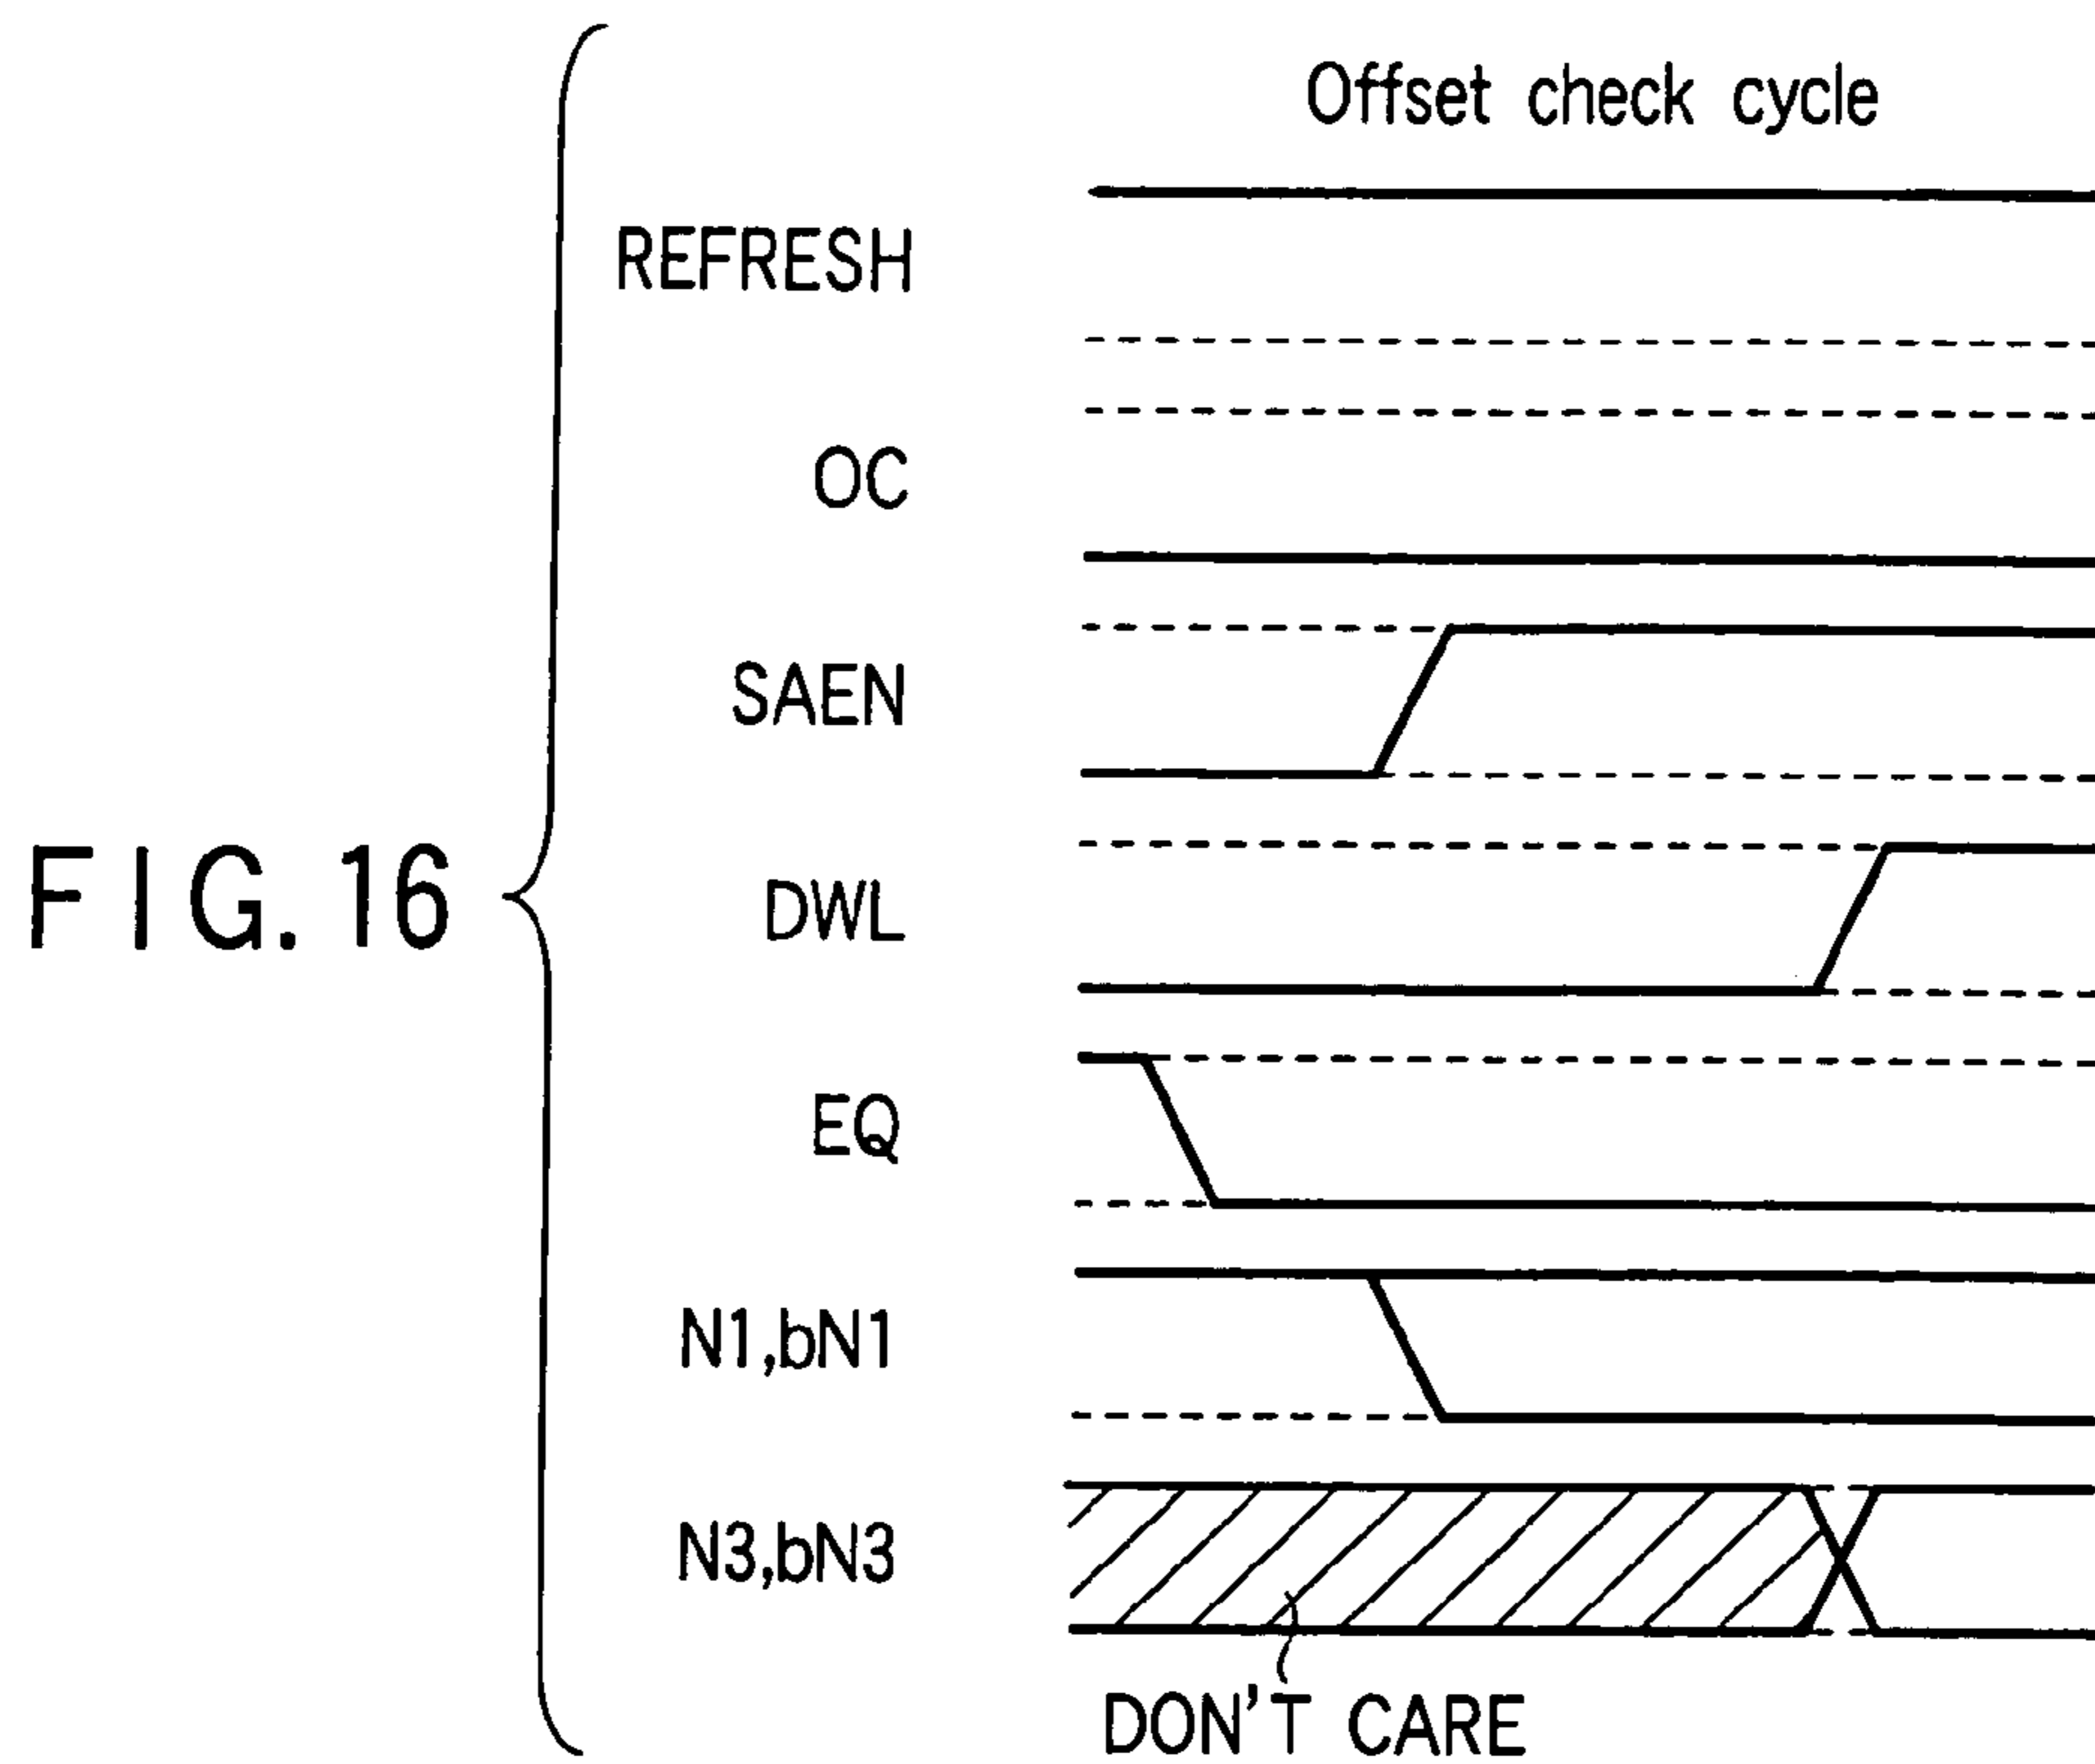 FIG.16
Offset check cycle
REFRESH
OC
SAEN
DWL
EQ
N1,bN1
N3,bN3
DON'T CARE